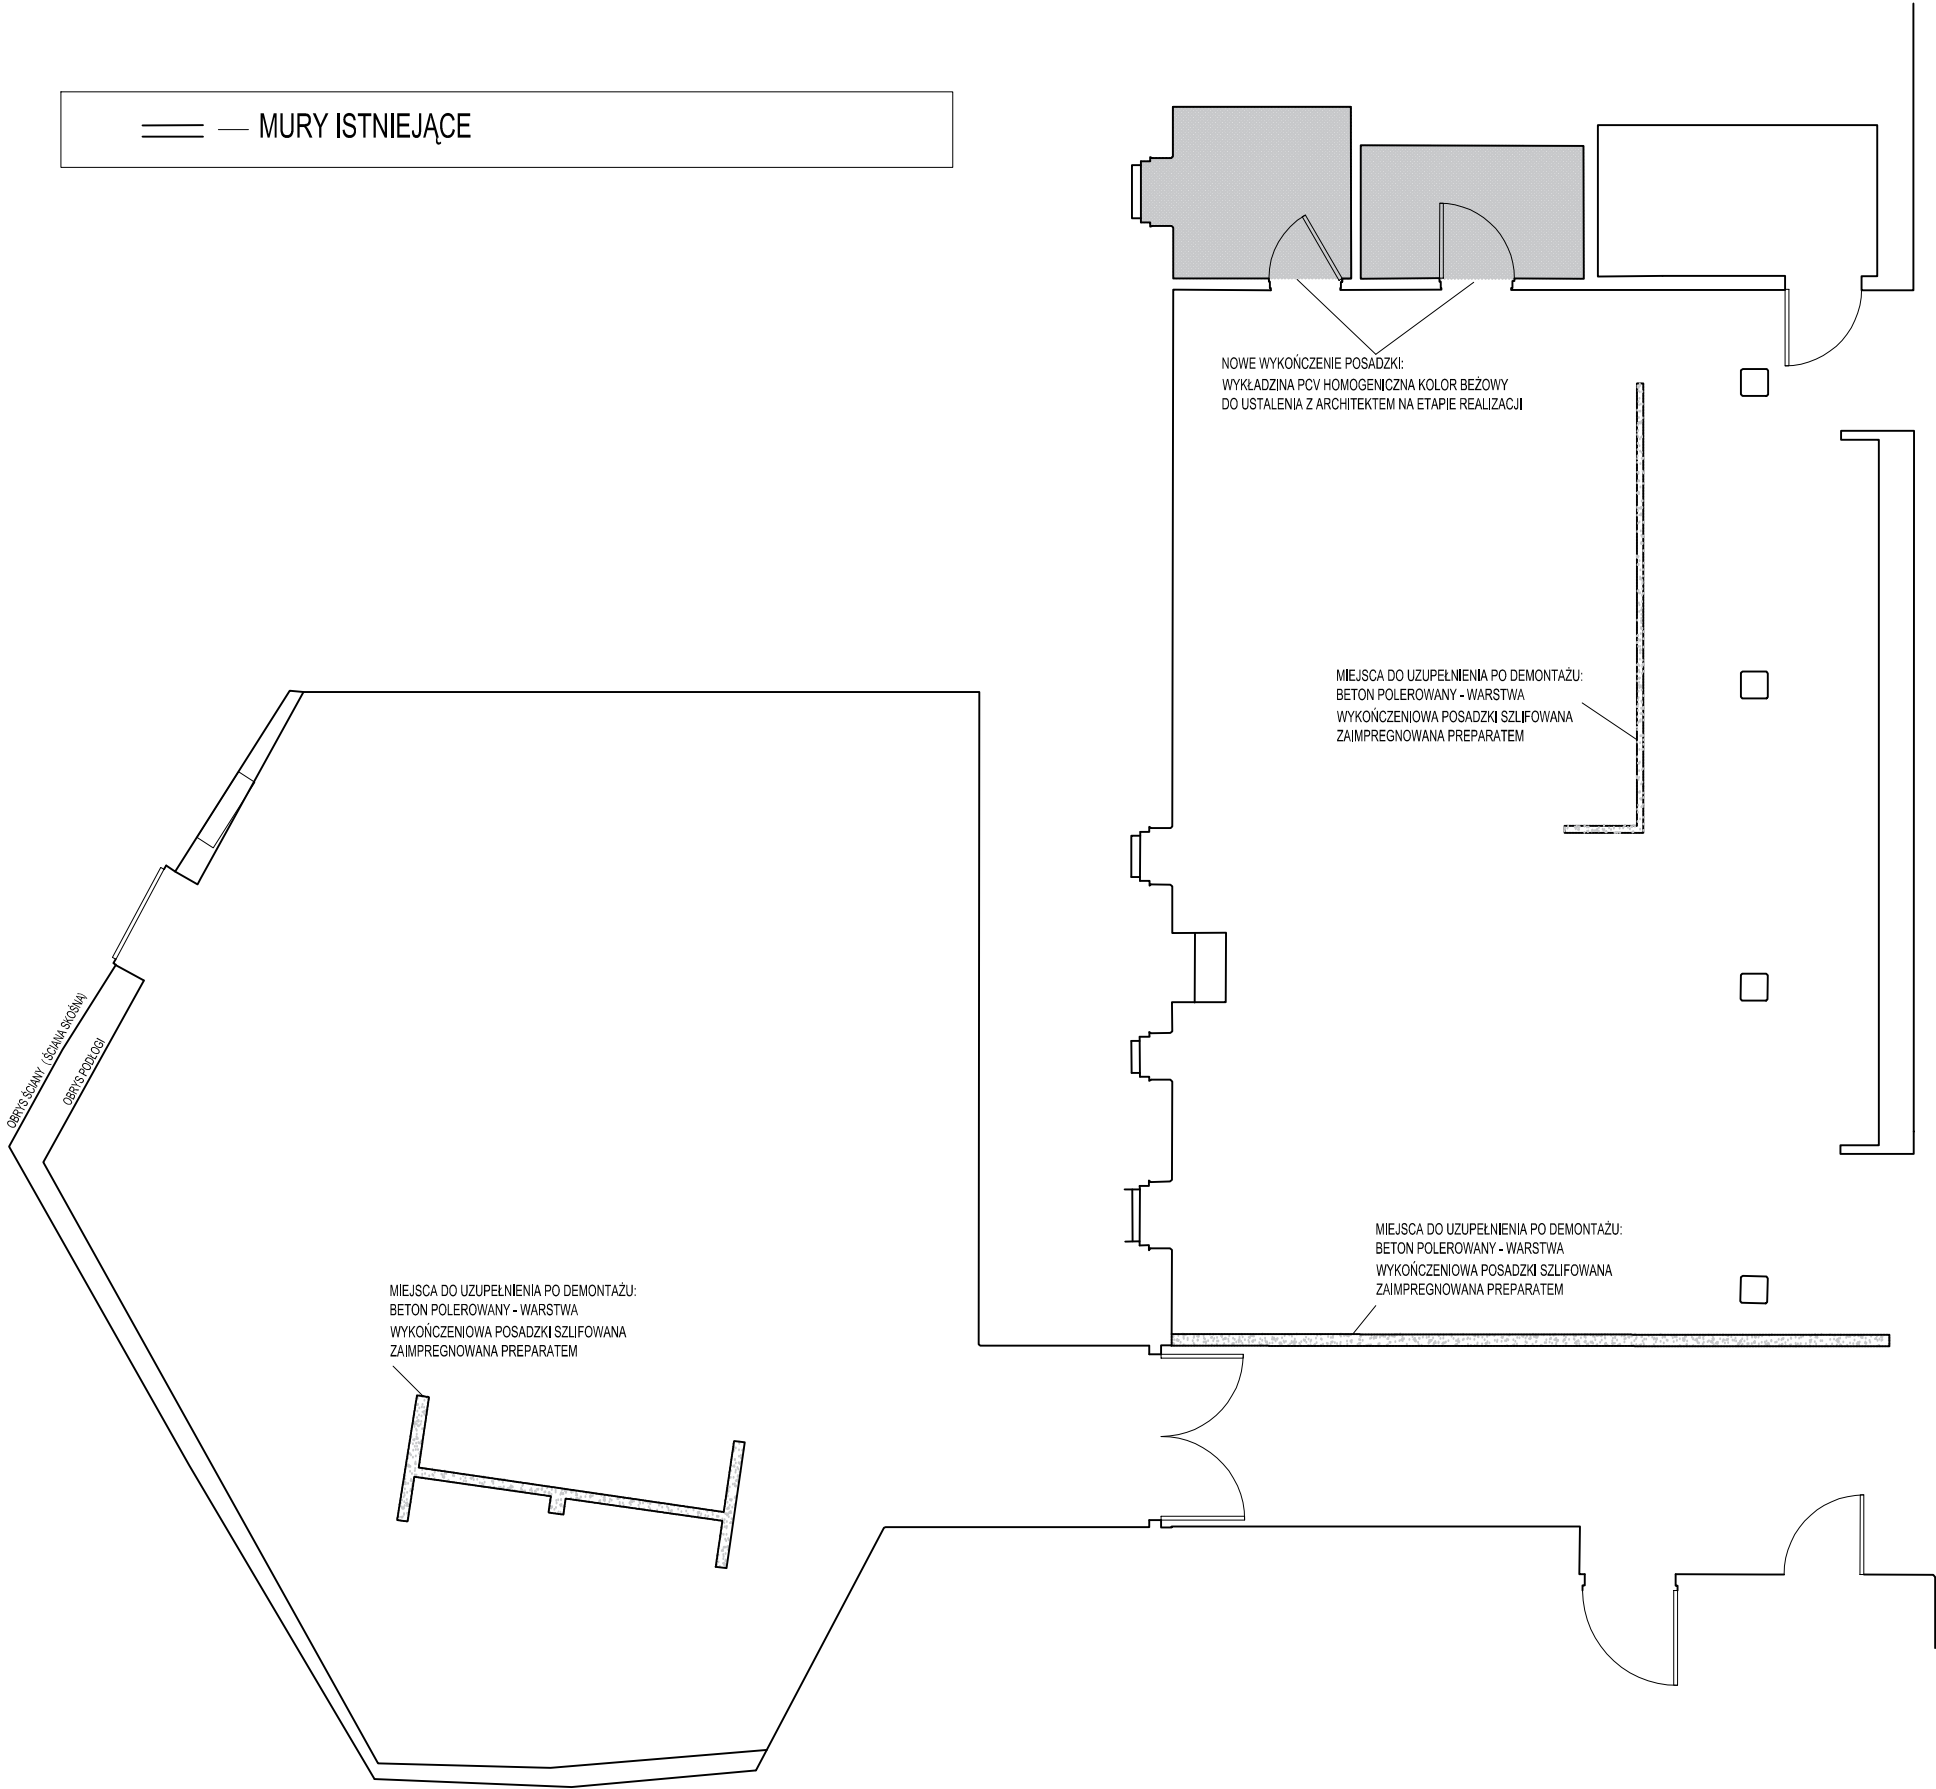 MURY ISTNIEJĄCE
NOWE WYKOŃCZENIE POSADZKI:
WYKŁADZINA PCV HOMOGENICZNA KOLOR BEŻOWY
DO USTALENIA Z ARCHITEKTEM NA ETAPIE REALIZACJI
MIEJSCA DO UZUPEŁNIENIA PO DEMONTAŻU:
BETON POLEROWANY - WARSTWA
WYKOŃCZENIOWA POSADZKI SZLIFOWANA
ZAIMPREGNOWANA PREPARATEM
OBRYS ŚCIANY ( ŚCIANA SKOŚNA)
OBRYS PODŁOGI
MIEJSCA DO UZUPEŁNIENIA PO DEMONTAŻU:
BETON POLEROWANY - WARSTWA
WYKOŃCZENIOWA POSADZKI SZLIFOWANA
ZAIMPREGNOWANA PREPARATEM
MIEJSCA DO UZUPEŁNIENIA PO DEMONTAŻU:
BETON POLEROWANY - WARSTWA
WYKOŃCZENIOWA POSADZKI SZLIFOWANA
ZAIMPREGNOWANA PREPARATEM